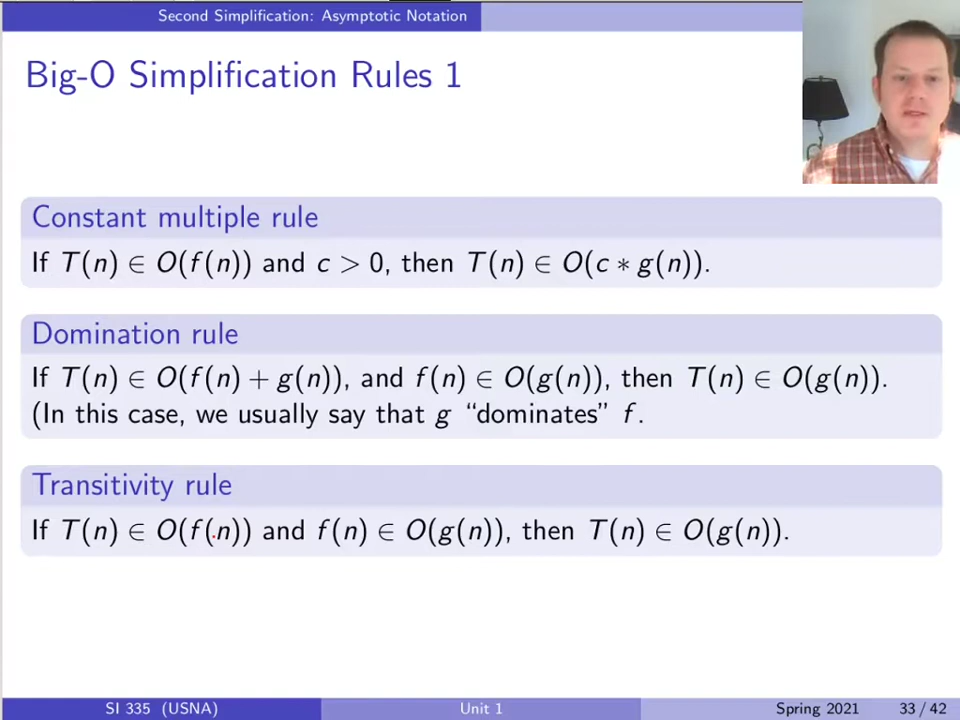 Second Simplification: Asymptotic Notation
Big-O Simplification Rules 1
Constant multiple rule
If T(n) ∈ O(f(n)) and c > 0, then T(n) ∈ O(c ∗ g(n)).
Domination rule
If T(n) ∈ O(f(n) + g(n)), and f(n) ∈ O(g(n)), then T(n) ∈ O(g(n)).
(In this case, we usually say that g “dominates” f.
Transitivity rule
If T(n) ∈ O(f(n)) and f(n) ∈ O(g(n)), then T(n) ∈ O(g(n)).
SI 335 (USNA) Unit 1 Spring 2021 33 / 42